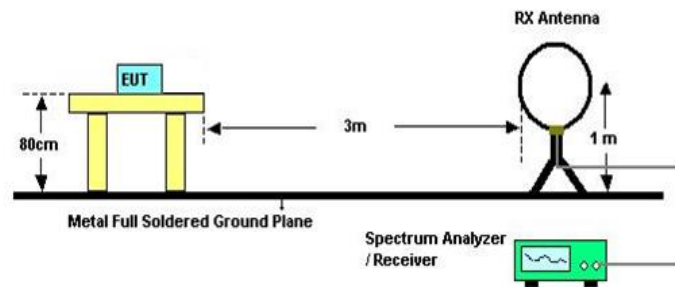 RX Antenna
EUT
3m
80cm
1 m
Metal Full Soldered Ground Plane
Spectrum Analyzer
/ Receiver